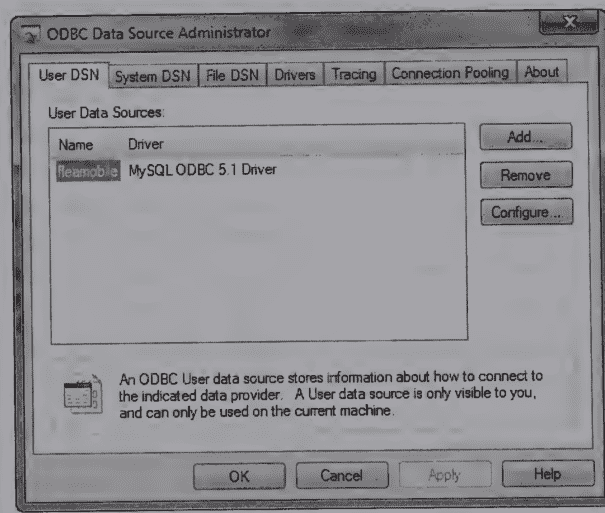 ODBC Data Source Administrator
User DSN System DSN File DSN Drivers Tracing Connection Pooling About
User Data Sources:
Name Driver Add...
fleamobile MySQL ODBC 5.1 Driver
Remove
Configure...
An ODBC User data source stores information about how to connect to
the indicated data provider. A User data source is only visible to you,
and can only be used on the current machine.
OK Cancel Apply Help